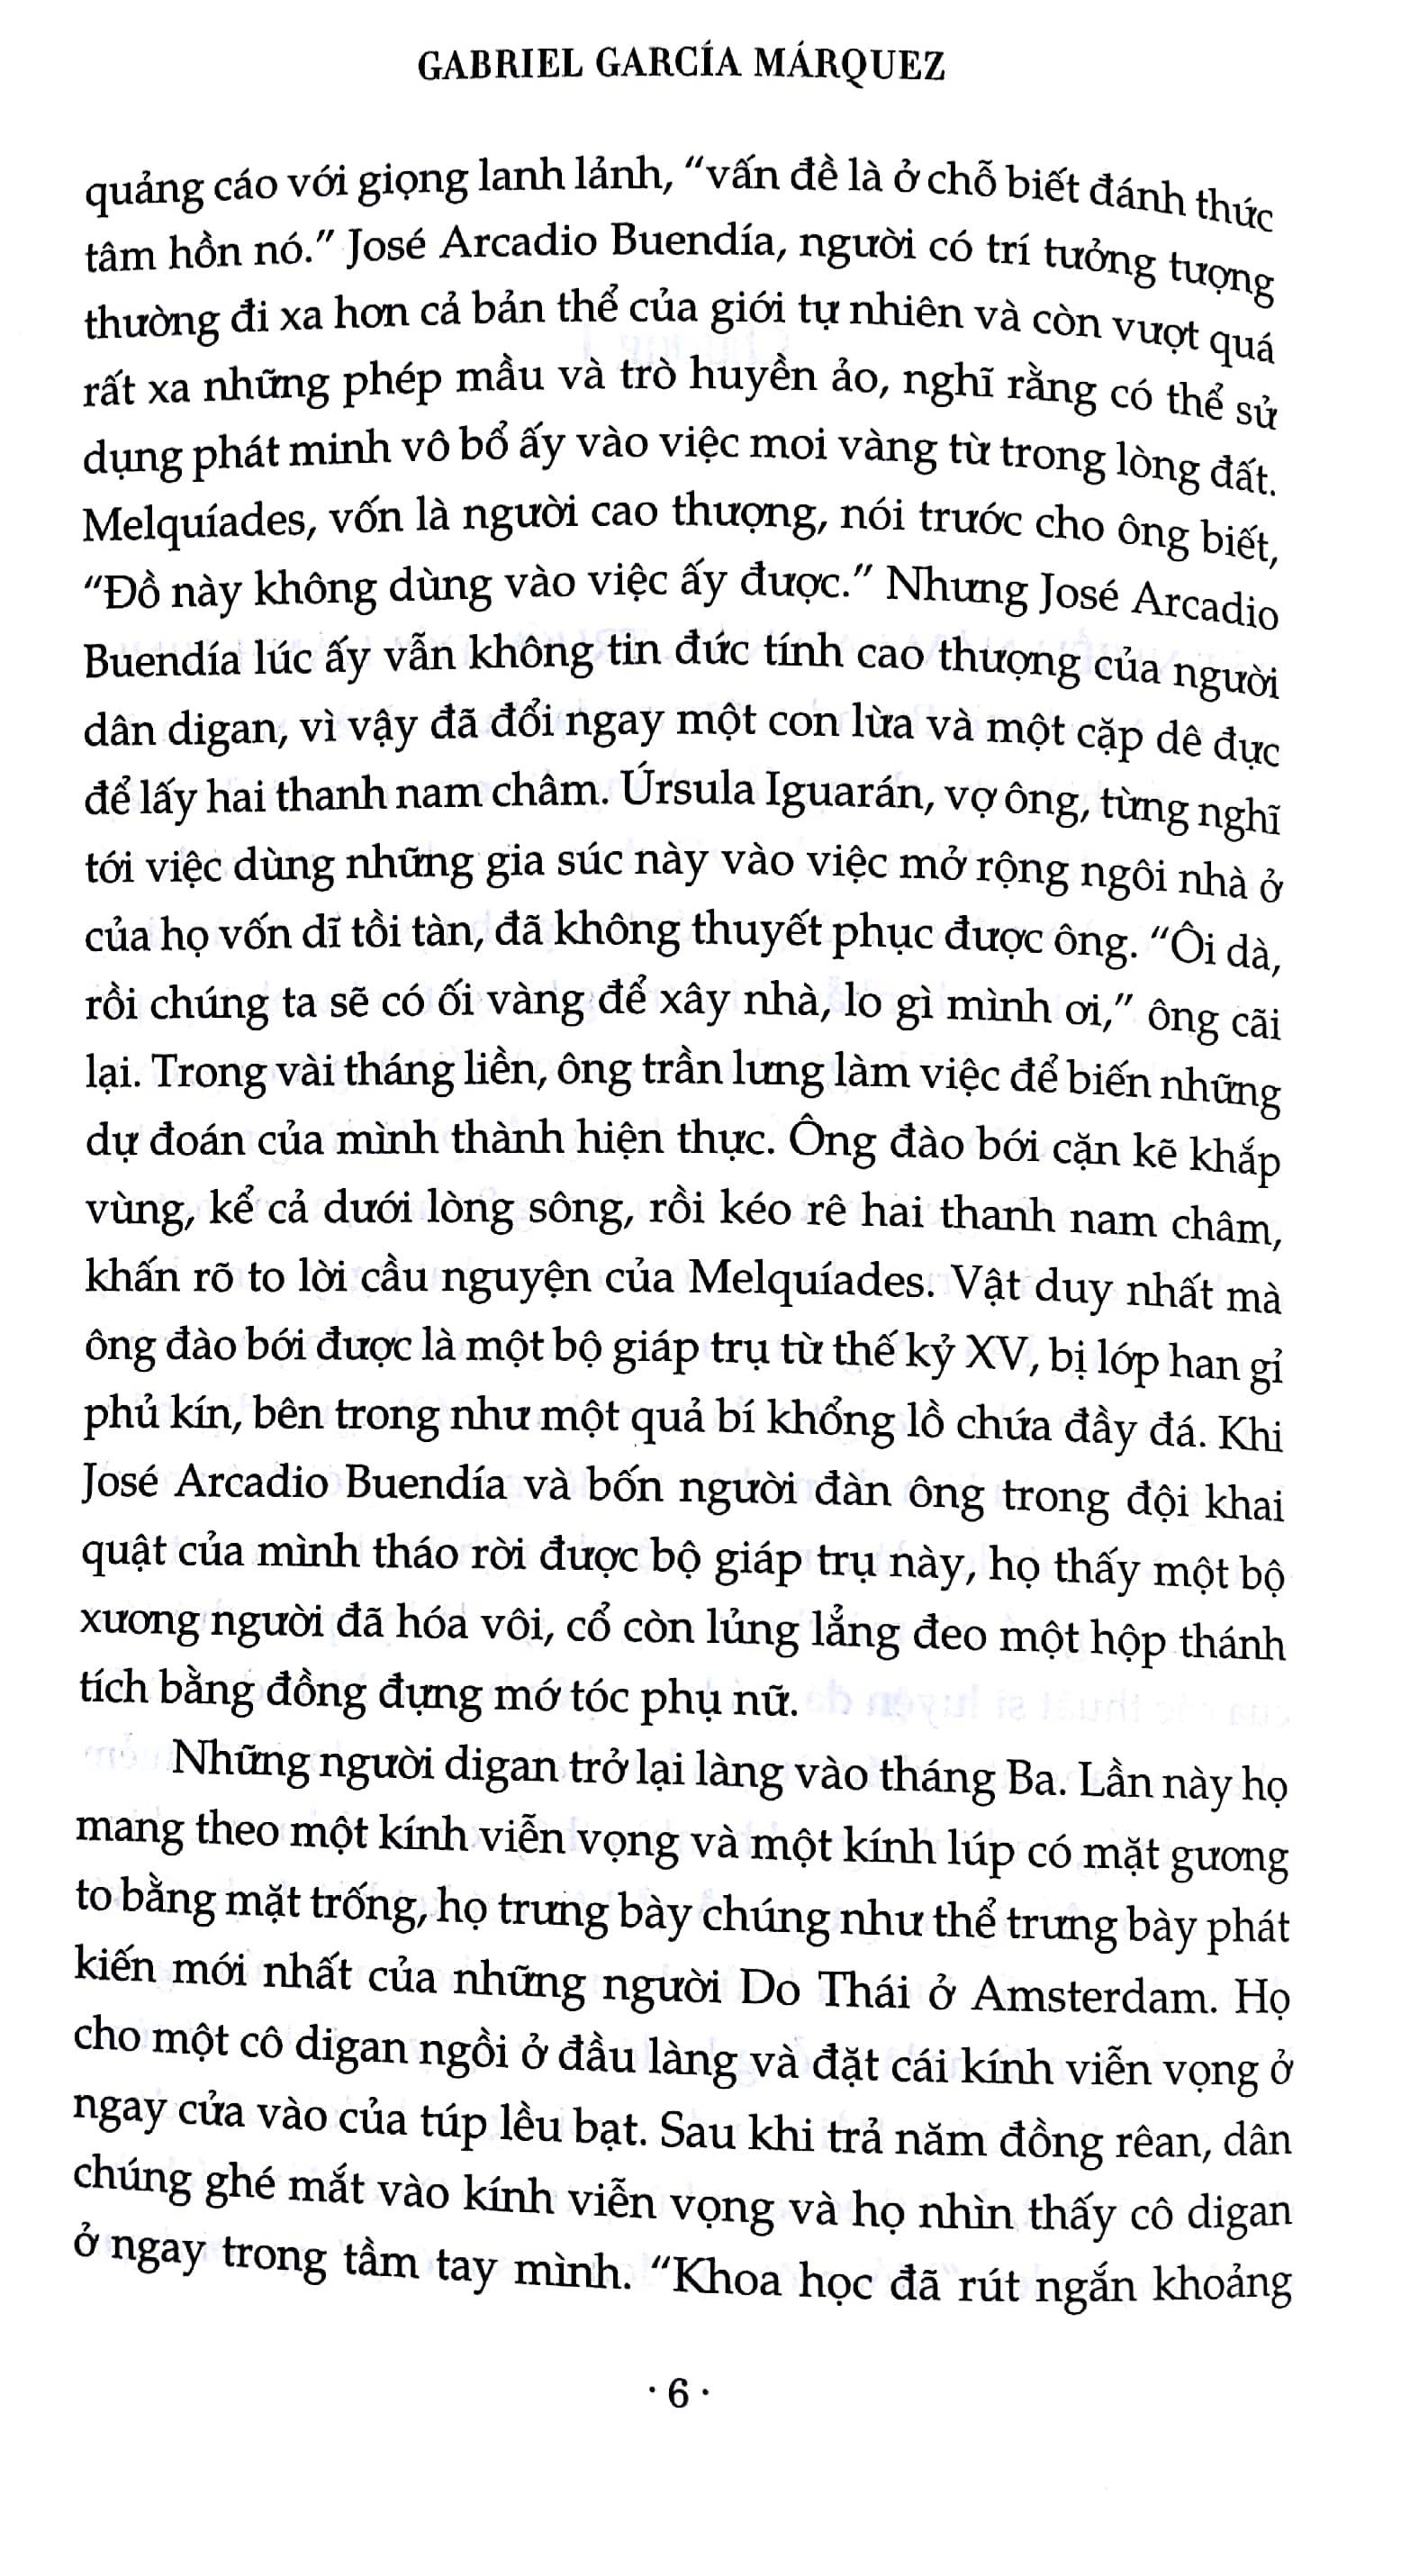 GABRIEL GARCÍA MÁRQUEZ
quảng cáo với giọng lanh lảnh, “vấn đề là ở chỗ biết đánh thức
tâm hồn nó.” José Arcadio Buendía, người có trí tưởng tượng
thường đi xa hơn cả bản thể của giới tự nhiên và còn vượt quá
rất xa những phép mầu và trò huyền ảo, nghĩ rằng có thể sử
dụng phát minh vô bổ ấy vào việc moi vàng từ trong lòng đất.
Melquíades, vốn là người cao thượng, nói trước cho ông biết,
“Đồ này không dùng vào việc ấy được.” Nhưng José Arcadio
Buendía lúc ấy vẫn không tin đức tính cao thượng của người
dân digan, vì vậy đã đổi ngay một con lừa và một cặp dê đực
để lấy hai thanh nam châm. Úrsula Iguarán, vợ ông, từng nghĩ
tới việc dùng những gia súc này vào việc mở rộng ngôi nhà ở
của họ vốn dĩ tồi tàn, đã không thuyết phục được ông. “Ôi dà,
rồi chúng ta sẽ có ối vàng để xây nhà, lo gì mình ơi,” ông cãi
lại. Trong vài tháng liền, ông trần lưng làm việc để biến những
dự đoán của mình thành hiện thực. Ông đào bới cặn kẽ khắp
vùng, kể cả dưới lòng sông, rồi kéo rê hai thanh nam châm,
khấn rõ to lời cầu nguyện của Melquíades. Vật duy nhất mà
ông đào bới được là một bộ giáp trụ từ thế kỷ XV, bị lớp han gỉ
phủ kín, bên trong như một quả bí khổng lồ chứa đầy đá. Khi
José Arcadio Buendía và bốn người đàn ông trong đội khai
quật của mình tháo rời được bộ giáp trụ này, họ thấy một bộ
xương người đã hóa vôi, cổ còn lủng lẳng đeo một hộp thánh
tích bằng đồng đựng mớ tóc phụ nữ.
Những người digan trở lại làng vào tháng Ba. Lần này họ
mang theo một kính viễn vọng và một kính lúp có mặt gương
to bằng mặt trống, họ trưng bày chúng như thể trưng bày phát
kiến mới nhất của những người Do Thái ở Amsterdam. Họ
cho một cô digan ngồi ở đầu làng và đặt cái kính viễn vọng ở
ngay cửa vào của túp lều bạt. Sau khi trả năm đồng rêan, dân
chúng ghé mắt vào kính viễn vọng và họ nhìn thấy cô digan
ở ngay trong tầm tay mình. “Khoa học đã rút ngắn khoảng
· 6 ·